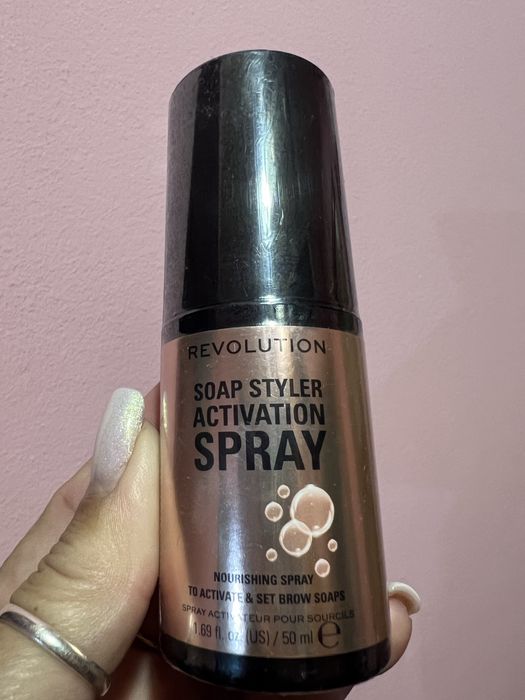 REVOLUTION
SOAP STYLER
ACTIVATION
SPRAY
NOURISHING SPRAY
TO ACTIVATE & SET BROW SOAPS
SPRAY ACTIVATEUR POUR SOURCILS
1.69 fl. oz. (US) / 50 ml ℮